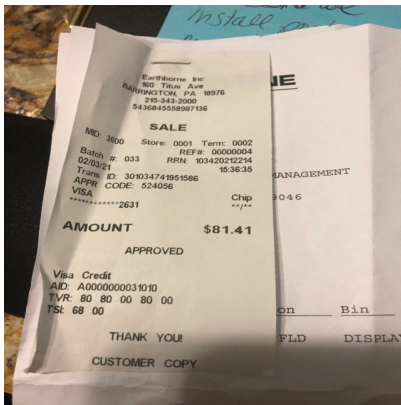 Install
NE
Earthborne Inc
160 Titus Ave
WARRINGTON, PA 18976
215-343-2000
5436845558987136
SALE
MID: 3600 Store: 0001 Term: 0002
REF#: 00000004
Batch #: 033 RRN: 103420212214
02/03/21 15:36:35
Trans ID: 301034741951586
APPR CODE: 524056
VISA Chip
************2631 **/**
AMOUNT $81.41
APPROVED
Visa Credit
AID: A0000000031010
TVR: 80 80 00 80 00
TSI: 68 00
THANK YOU!
CUSTOMER COPY
MANAGEMENT
9046
on Bin
FLD DISPLA